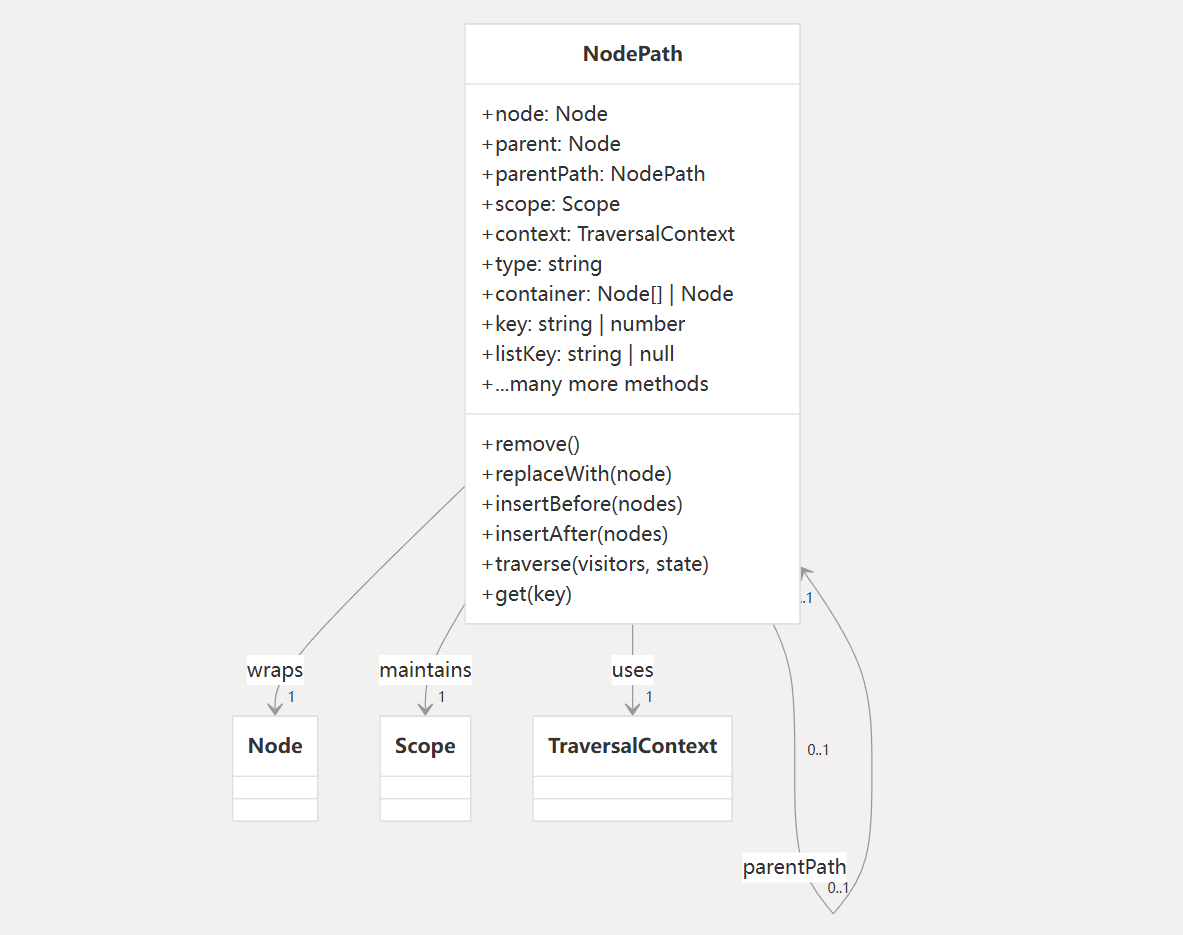 NodePath
+node: Node
+parent: Node
+parentPath: NodePath
+scope: Scope
+context: TraversalContext
+type: string
+container: Node[] | Node
+key: string | number
+listKey: string | null
+...many more methods
+remove()
+replaceWith(node)
+insertBefore(nodes)
+insertAfter(nodes)
+traverse(visitors, state)
+get(key)
..1
wraps
maintains
uses
1
1
1
Node
Scope
TraversalContext
0..1
parentPath
0..1